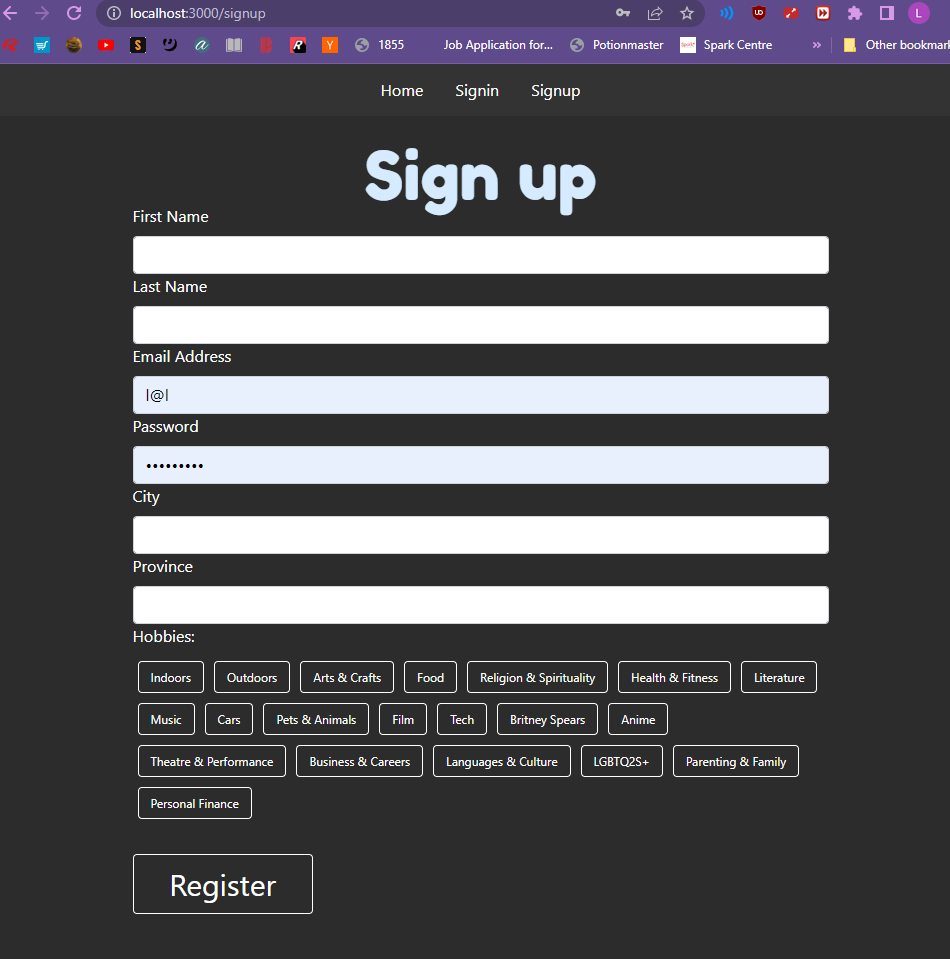 localhost:3000/signup
1855 Job Application for... Potionmaster Spark Centre » Other bookmark
Home Signin Signup
Sign up
First Name
Last Name
Email Address
l@l
Password
•••••••••
City
Province
Hobbies:
Indoors Outdoors Arts & Crafts Food Religion & Spirituality Health & Fitness Literature
Music Cars Pets & Animals Film Tech Britney Spears Anime
Theatre & Performance Business & Careers Languages & Culture LGBTQ2S+ Parenting & Family
Personal Finance
Register